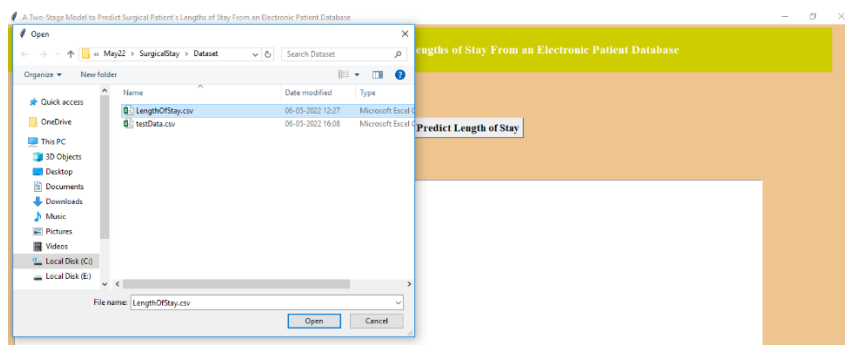 A Two-Stage Model to Predict Surgical Patient's Lengths of Stay From an Electronic Patient Database
Open
engths of Stay From an Electronic Patient Database
« May22 > SurgicalStay > Dataset
Search Dataset
Organize
New folder
Name
Date modified
Type
Quick access
LengthOfStay.csv
06-05-2022 12:27
Microsoft Excel C
OneDrive
testData.csv
06-05-2022 16:08
Microsoft Excel C
Predict Length of Stay
This PC
3D Objects
Desktop
Documents
Downloads
Music
Pictures
Videos
Local Disk (C:)
Local Disk (E:)
File name: LengthOfStay.csv
Open
Cancel